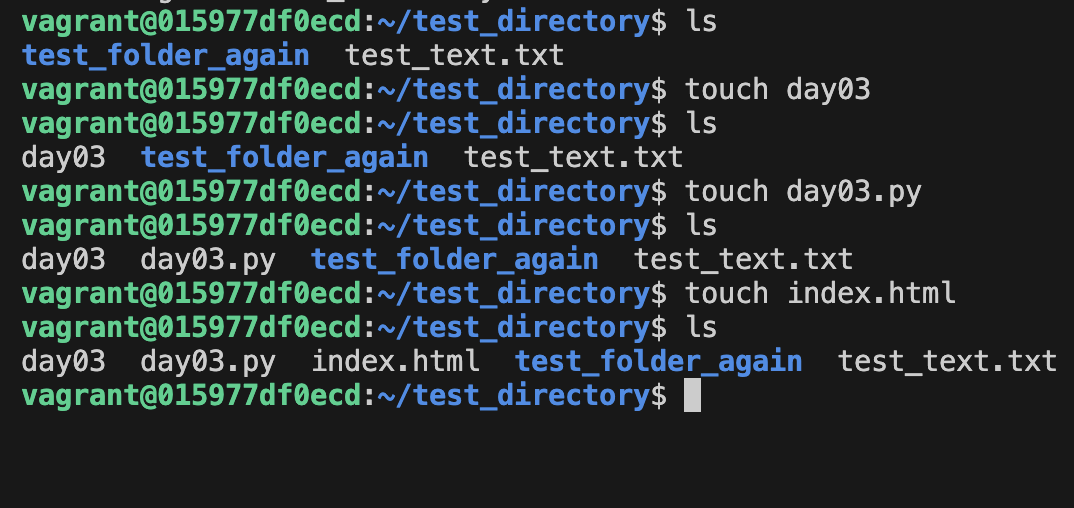 vagrant@015977df0ecd:~/test_directory$ ls
test_folder_again  test_text.txt
vagrant@015977df0ecd:~/test_directory$ touch day03
vagrant@015977df0ecd:~/test_directory$ ls
day03  test_folder_again  test_text.txt
vagrant@015977df0ecd:~/test_directory$ touch day03.py
vagrant@015977df0ecd:~/test_directory$ ls
day03  day03.py  test_folder_again  test_text.txt
vagrant@015977df0ecd:~/test_directory$ touch index.html
vagrant@015977df0ecd:~/test_directory$ ls
day03  day03.py  index.html  test_folder_again  test_text.txt
vagrant@015977df0ecd:~/test_directory$